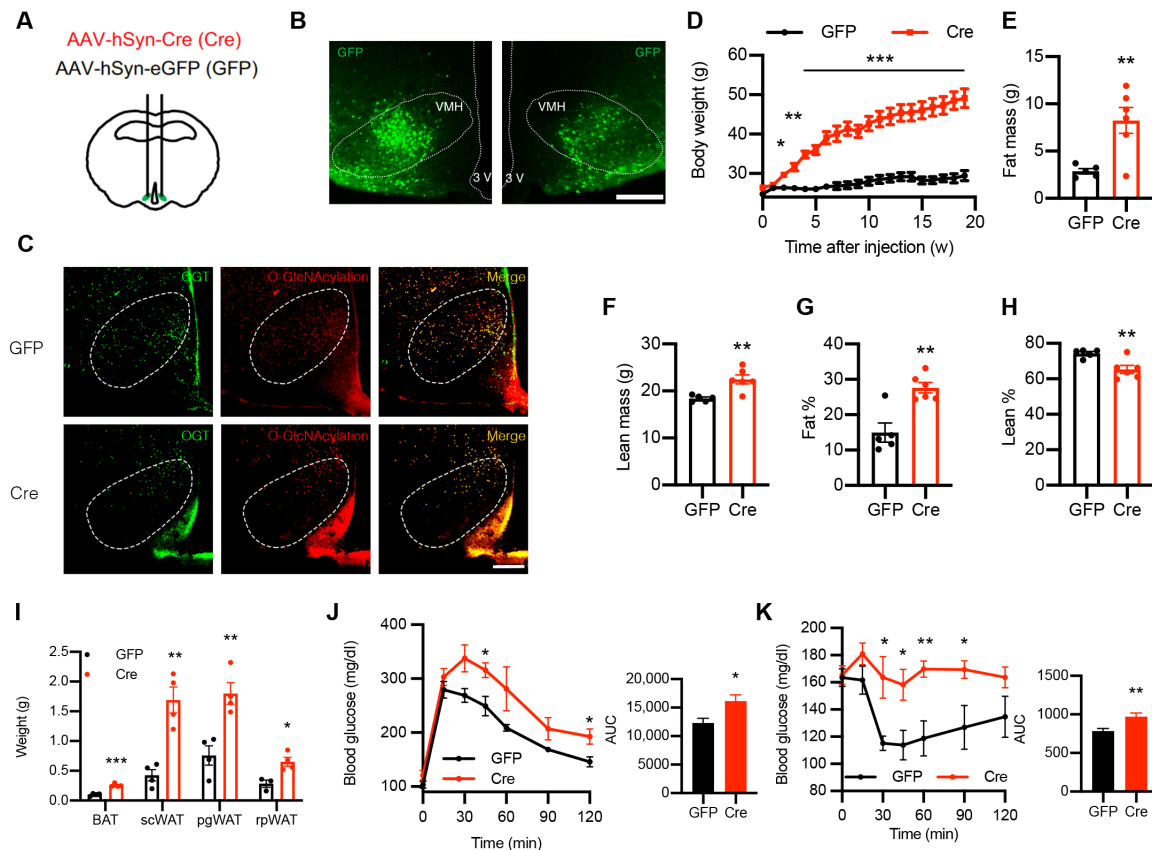 A
AAV-hSyn-Cre (Cre)
AAV-hSyn-eGFP (GFP)
B
GFP
VMH
3 V
3 V
VMH
GFP
C
OGT
O-GlcNAcylation
Merge
GFP
OGT
O-GlcNAcylation
Merge
Cre
D
GFP
Cre
***
**
*
Body weight (g)
60
50
40
30
0
5
10
15
20
Time after injection (w)
E
**
Fat mass (g)
15
10
5
0
GFP Cre
F
**
Lean mass (g)
30
20
10
0
GFP Cre
G
**
Fat %
40
30
20
10
0
GFP Cre
H
**
Lean %
80
60
40
20
0
GFP Cre
I
GFP
Cre
***
**
**
*
Weight (g)
2.5
2.0
1.5
1.0
0.5
0.0
BAT scWAT pgWAT rpWAT
J
*
*
Blood glucose (mg/dl)
400
300
200
100
GFP
Cre
0 30 60 90 120
Time (min)
*
AUC
20,000
15,000
10,000
5000
0
GFP Cre
K
*
*
**
*
Blood glucose (mg/dl)
200
180
160
140
120
100
80
GFP
Cre
0 30 60 90 120
Time (min)
**
AUC
1500
1000
500
0
GFP Cre